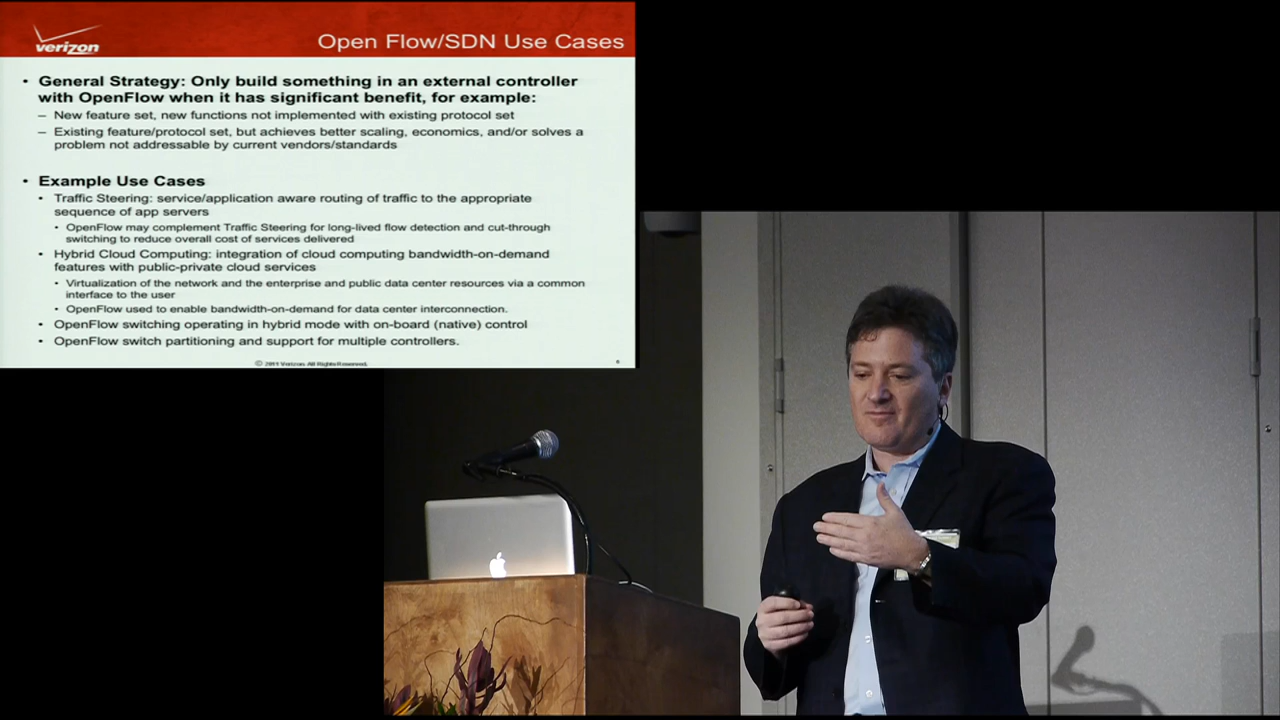 verizon
Open Flow/SDN Use Cases
• General Strategy: Only build something in an external controller
with OpenFlow when it has significant benefit, for example:
– New feature set, new functions not implemented with existing protocol set
– Existing feature/protocol set, but achieves better scaling, economics, and/or solves a
problem not addressable by current vendors/standards
• Example Use Cases
• Traffic Steering: service/application aware routing of traffic to the appropriate
sequence of app servers
• OpenFlow may complement Traffic Steering for long-lived flow detection and cut-through
switching to reduce overall cost of services delivered
• Hybrid Cloud Computing: integration of cloud computing bandwidth-on-demand
features with public-private cloud services
• Virtualization of the network and the enterprise and public data center resources via a common
interface to the user
• OpenFlow used to enable bandwidth-on-demand for data center interconnection.
• OpenFlow switching operating in hybrid mode with on-board (native) control
• OpenFlow switch partitioning and support for multiple controllers.
© 2011 Verizon. All Rights Reserved.